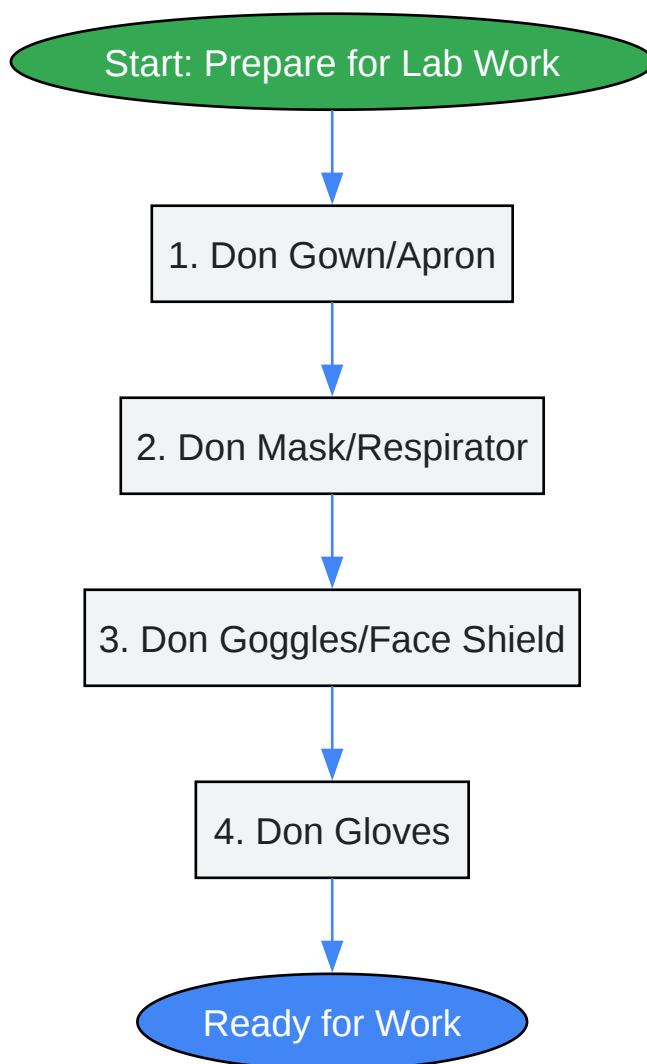 Start: Prepare for Lab Work
1. Don Gown/Apron
2. Don Mask/Respirator
3. Don Goggles/Face Shield
4. Don Gloves
Ready for Work